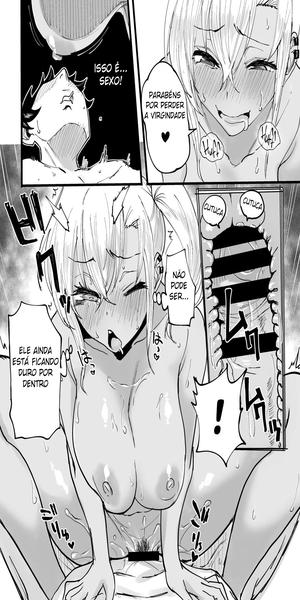 ISSO É...
SEXO!
PARABÉNS
POR PERDER
A VIRGINDADE
♥
CUTUCA
CUTUCA
NÃO
PODE
SER...
!
ELE AINDA
ESTÁ FICANDO
DURO POR
DENTRO